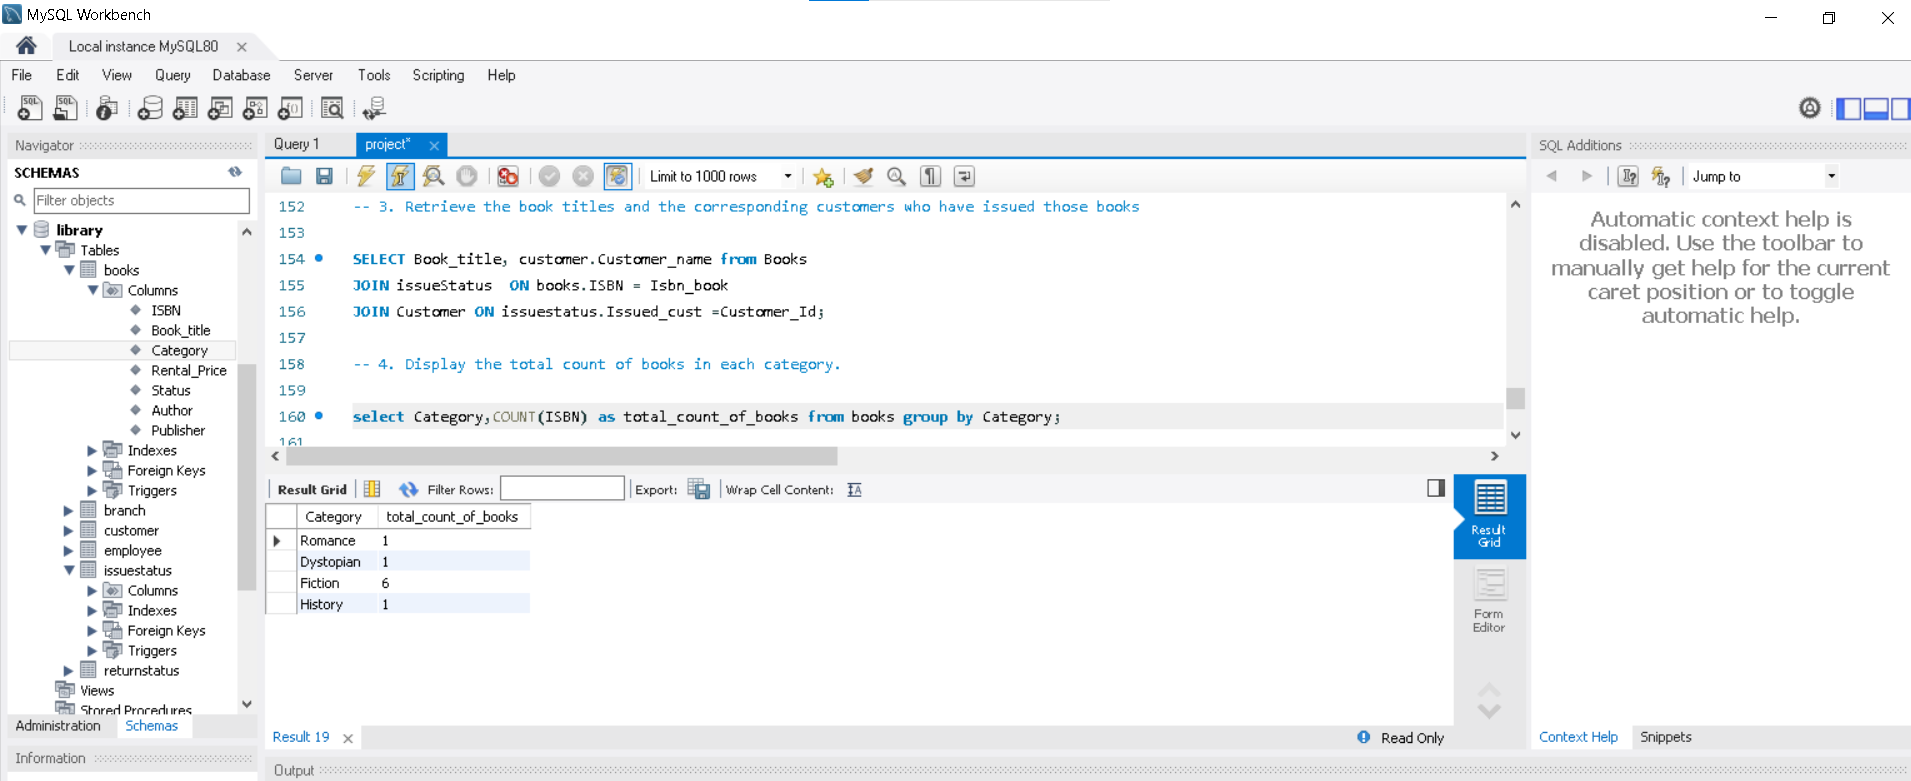 MySQL Workbench
Local instance MySQL80
File Edit View Query Database Server Tools Scripting Help
Navigator
SCHEMAS
Filter objects
library
Tables
books
Columns
ISBN
Book_title
Category
Rental_Price
Status
Author
Publisher
Indexes
Foreign Keys
Triggers
branch
customer
employee
issuestatus
Columns
Indexes
Foreign Keys
Triggers
returnstatus
Views
Stored Procedures
Administration Schemas
Information
Query 1 project*
Limit to 1000 rows
152 -- 3. Retrieve the book titles and the corresponding customers who have issued those books
153
154 SELECT Book_title, customer.Customer_name from Books
155 JOIN issueStatus  ON books.ISBN = Isbn_book
156 JOIN Customer ON issuestatus.Issued_cust =Customer_Id;
157
158 -- 4. Display the total count of books in each category.
159
160 select Category,COUNT(ISBN) as total_count_of_books from books group by Category;
161
Result Grid Filter Rows: Export: Wrap Cell Content:
Category total_count_of_books
Romance 1
Dystopian 1
Fiction 6
History 1
Result Grid
Form Editor
Result 19
Read Only
Output
SQL Additions
Jump to
Automatic context help is
disabled. Use the toolbar to
manually get help for the current
caret position or to toggle
automatic help.
Context Help Snippets